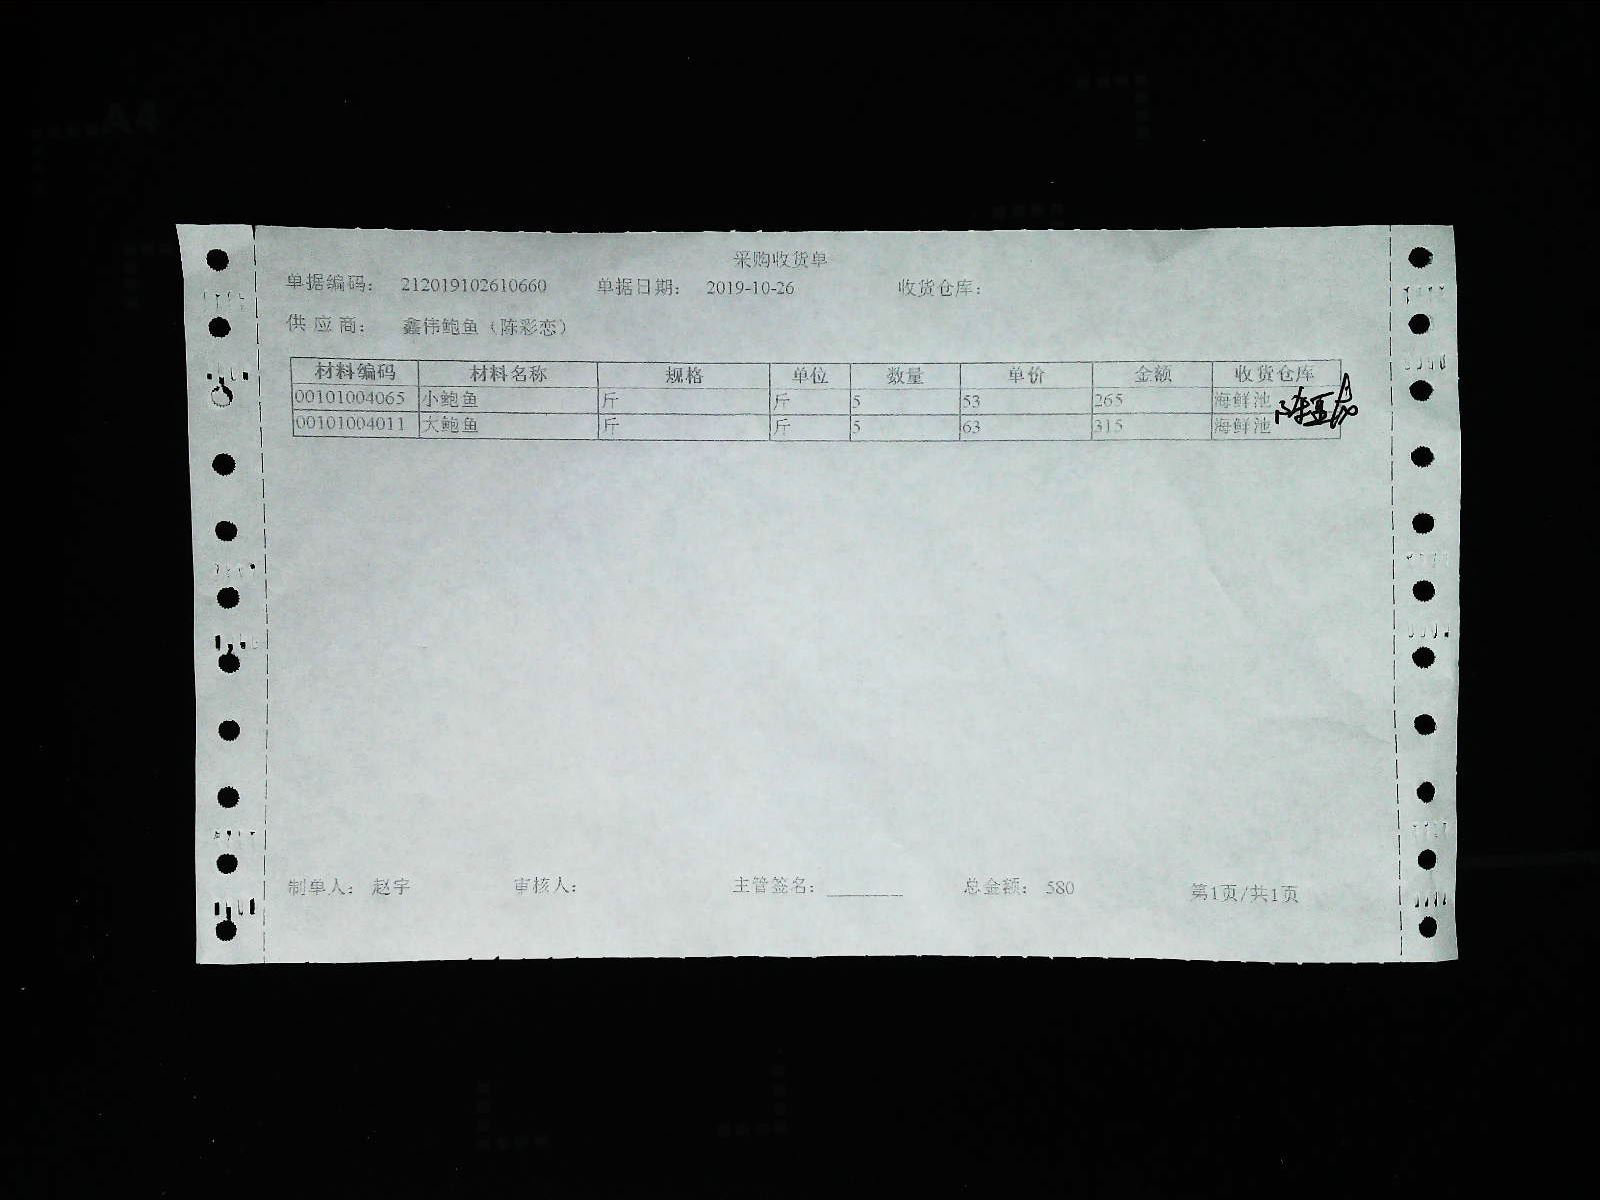 采购收货单
单据编码： 212019102610660 单据日期： 2019-10-26 收货仓库：
供应商： 鑫伟鲍鱼（陈彩恋）
材料编码 材料名称 规格 单位 数量 单价 金额 收货仓库
00101004065 小鲍鱼 斤 斤 5 53 265 海鲜池
00101004011 大鲍鱼 斤 斤 5 63 315 海鲜池
制单人： 赵宇 审核人： 主管签名： ________ 总金额： 580 第1页/共1页